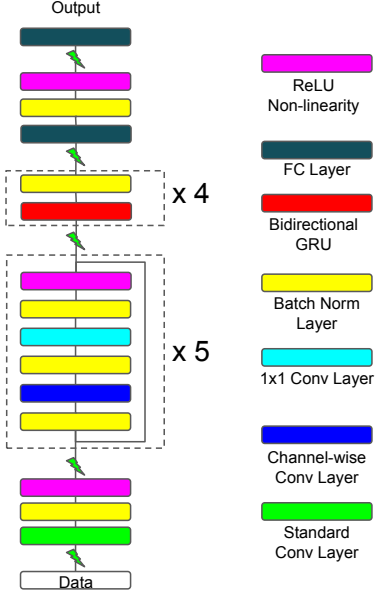 Output
x 4
x 5
Data
ReLU
Non-linearity
FC Layer
Bidirectional
GRU
Batch Norm
Layer
1x1 Conv Layer
Channel-wise
Conv Layer
Standard
Conv Layer